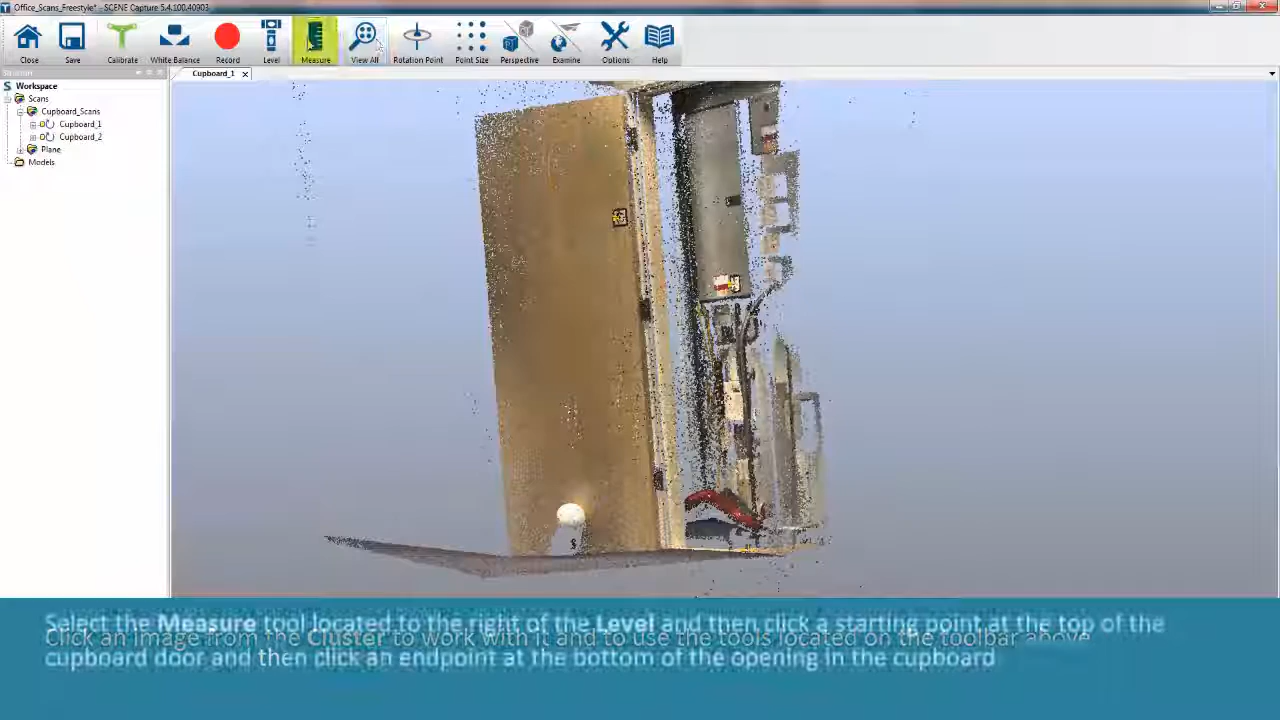 Office_Scans_Freestyle* - SCENE Capture 5.4.100.40903
Close Save Calibrate White Balance Record Level Measure View All Rotation Point Point Size Perspective Examine Options Help
Structure Cupboard_1
Workspace
Scans
Cupboard_Scans
Cupboard_1
Cupboard_2
Plane
Models
Select the Measure tool located to the right of the Level and then click a starting point at the top of the
Click an image from the Cluster to work with it and to use the tools located on the toolbar above
cupboard door and then click an endpoint at the bottom of the opening in the cupboard